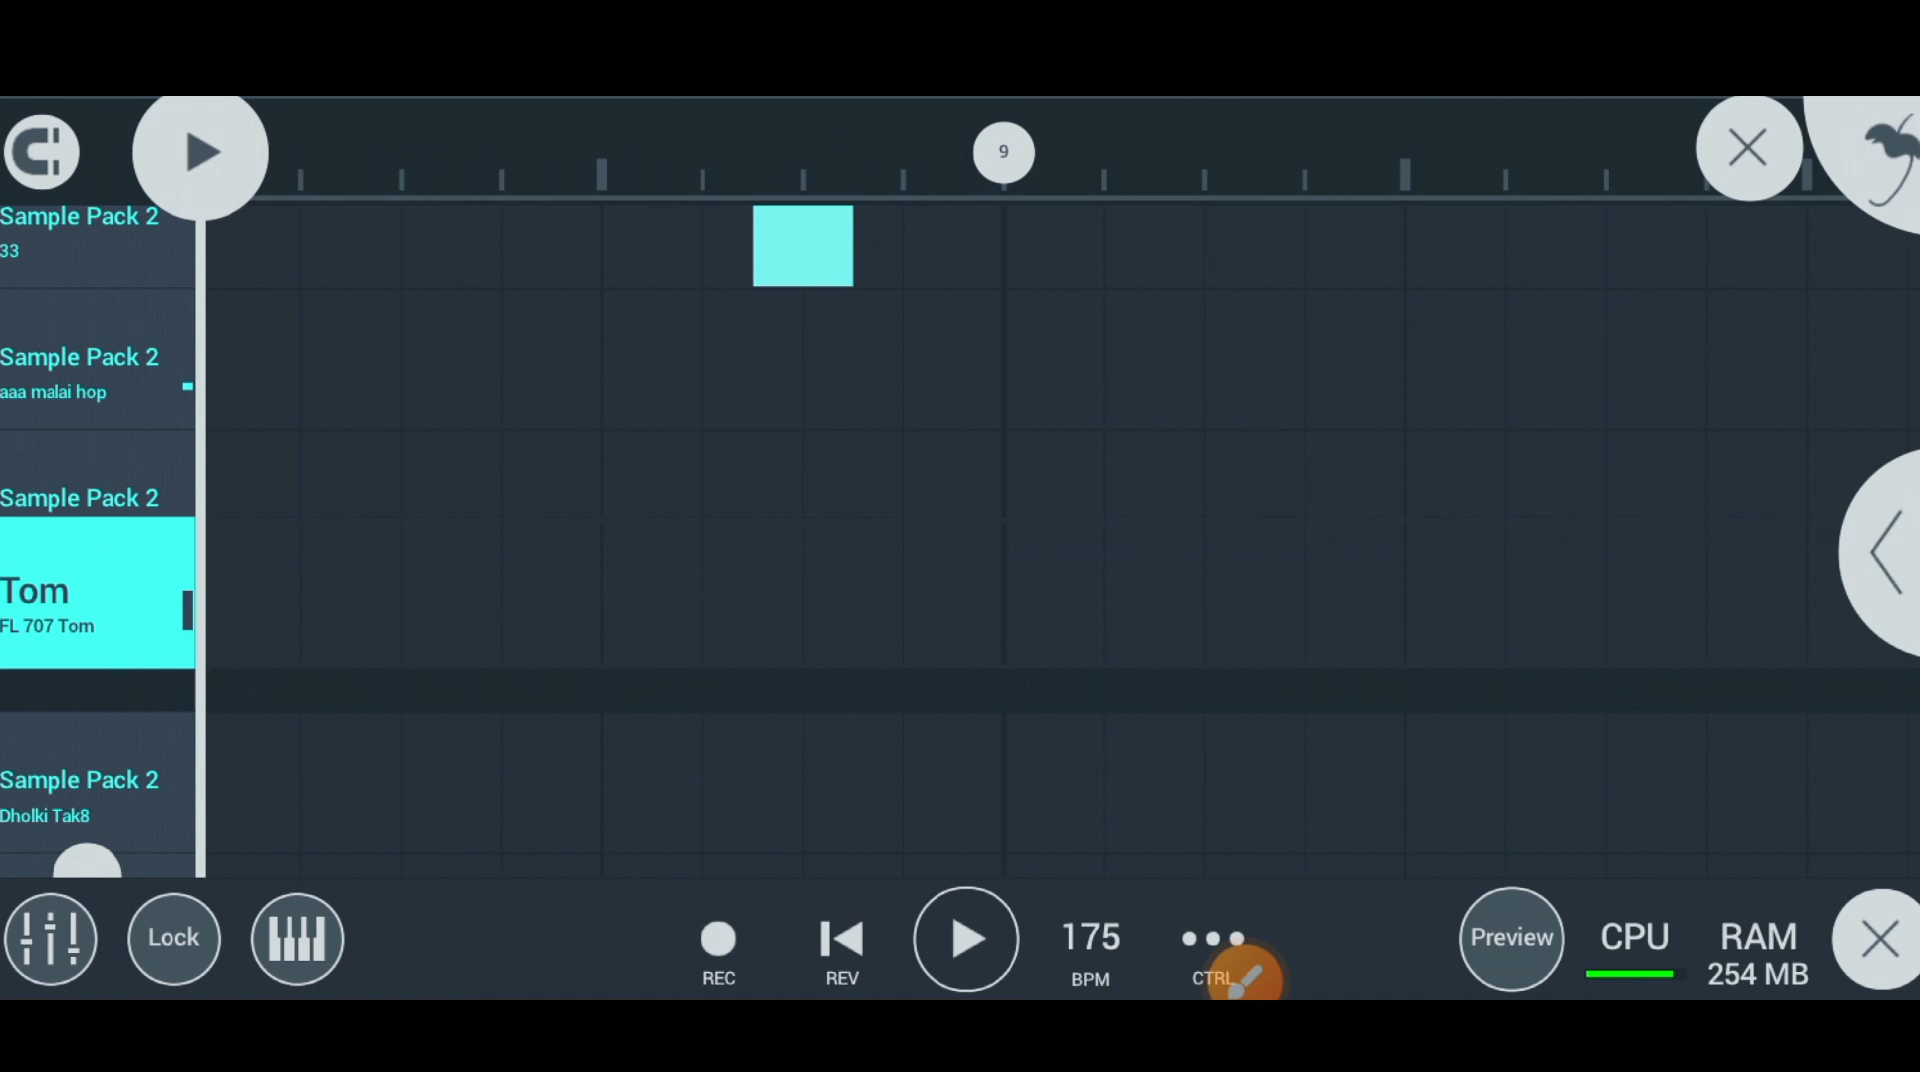 9
Sample Pack 2
33
Sample Pack 2
aaa malai hop
Sample Pack 2
Tom
FL 707 Tom
Sample Pack 2
Dholki Tak8
Lock
REC
REV
175
BPM
CTRL
Preview
CPU
RAM
254 MB